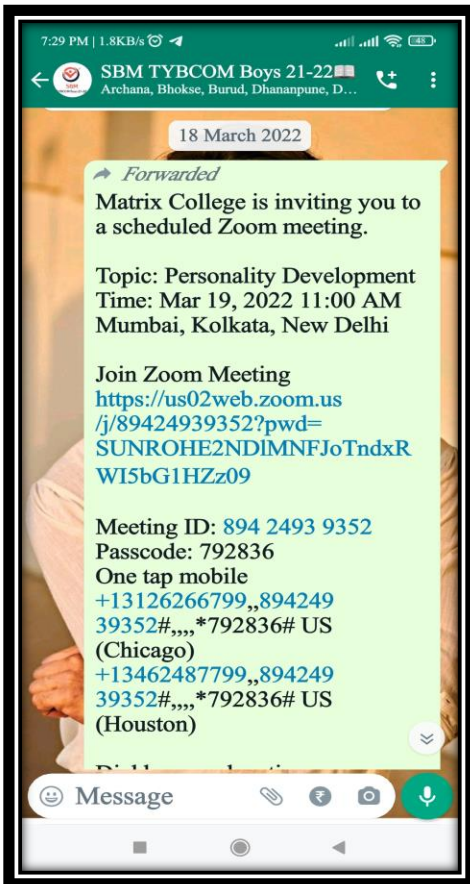 7:29 PM | 1.8KB/s
48
SBM TYBCOM Boys 21-22
Archana, Bhokse, Burud, Dhananpune, D...
18 March 2022
Forwarded
Matrix College is inviting you to
a scheduled Zoom meeting.
Topic: Personality Development
Time: Mar 19, 2022 11:00 AM
Mumbai, Kolkata, New Delhi
Join Zoom Meeting
https://us02web.zoom.us
/j/89424939352?pwd=
SUNROHE2NDlMNFJoTndxR
WI5bG1HZz09
Meeting ID: 894 2493 9352
Passcode: 792836
One tap mobile
+13126266799,,894249
39352#,,,,*792836# US
(Chicago)
+13462487799,,894249
39352#,,,,*792836# US
(Houston)
Message
₹